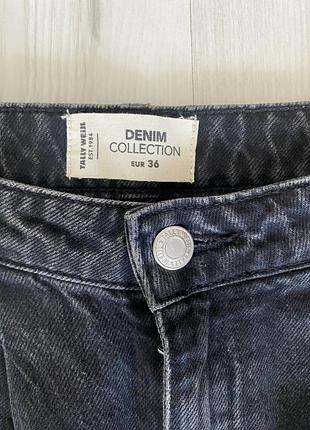 TALLY WEIJL
EST.1984
DENIM
COLLECTION
EUR 36